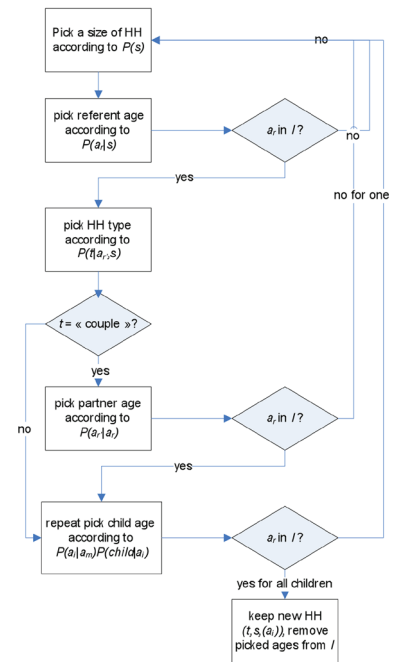 Pick a size of HH
according to P(s)
no
pick referent age
according to
P(aᵣ|s)
aᵣ in I ?
no
yes
no for one
pick HH type
according to
P(t|aᵣ,,s)
t = « couple »?
yes
pick partner age
according to
P(aᵣ'|aᵣ)
aᵣ in I ?
no
yes
repeat pick child age
according to
P(aᵢ|aₘ)P(child|aᵢ)
aᵣ in I ?
yes for all children
keep new HH
(t,s,(aᵢ)), remove
picked ages from I